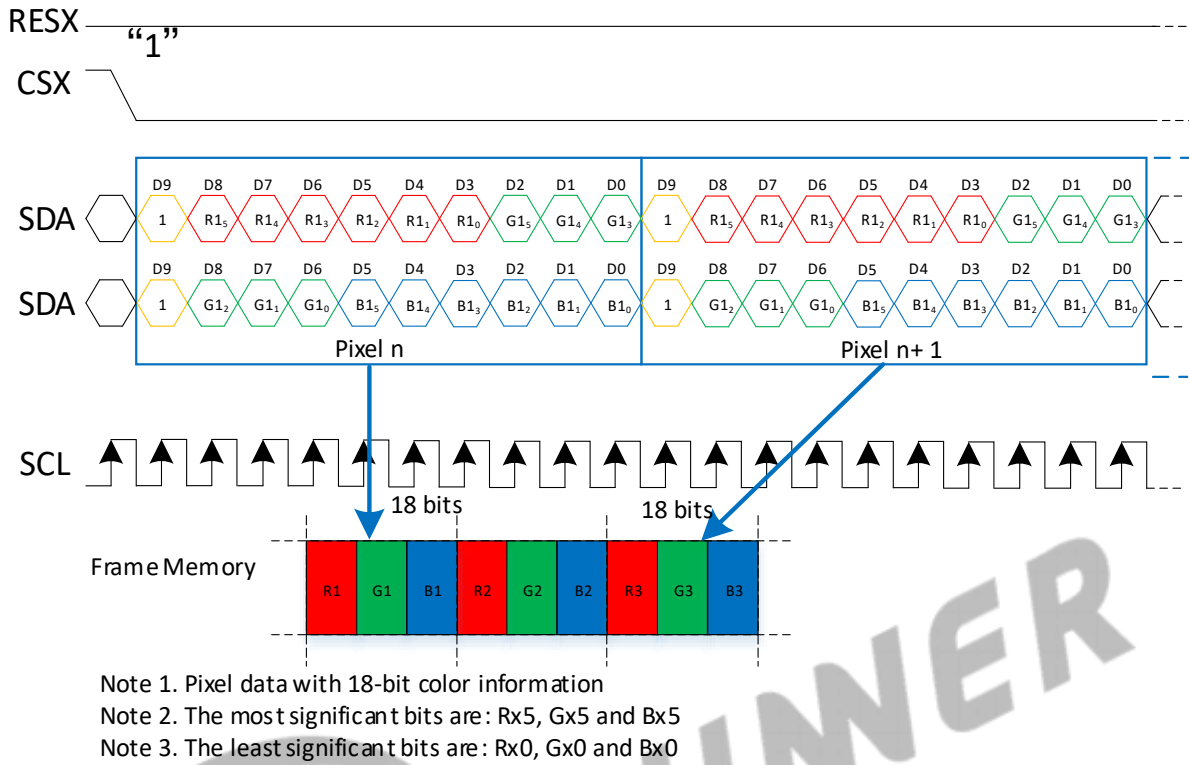 RESX
“1”
CSX
D9 D8 D7 D6 D5 D4 D3 D2 D1 D0 D9 D8 D7 D6 D5 D4 D3 D2 D1 D0
SDA 1 R1₅ R1₄ R1₃ R1₂ R1₁ R1₀ G1₅ G1₄ G1₃ 1 R1₅ R1₄ R1₃ R1₂ R1₁ R1₀ G1₅ G1₄ G1₃
D9 D8 D7 D6 D5 D4 D3 D2 D1 D0 D9 D8 D7 D6 D5 D4 D3 D2 D1 D0
SDA 1 G1₂ G1₁ G1₀ B1₅ B1₄ B1₃ B1₂ B1₁ B1₀ 1 G1₂ G1₁ G1₀ B1₅ B1₄ B1₃ B1₂ B1₁ B1₀
Pixel n Pixel n+ 1
SCL
18 bits 18 bits
Frame Memory
R1 G1 B1 R2 G2 B2 R3 G3 B3
Note 1. Pixel data with 18-bit color information
Note 2. The most significant bits are: Rx5, Gx5 and Bx5
Note 3. The least significant bits are: Rx0, Gx0 and Bx0